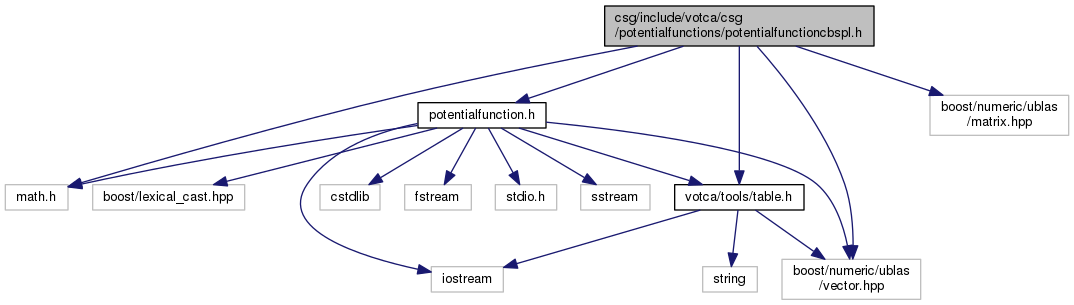 csg/include/votca/csg
/potentialfunctions/potentialfunctioncbspl.h
potentialfunction.h
boost/numeric/ublas
/matrix.hpp
math.h
boost/lexical_cast.hpp
cstdlib
fstream
stdio.h
sstream
votca/tools/table.h
iostream
string
boost/numeric/ublas
/vector.hpp